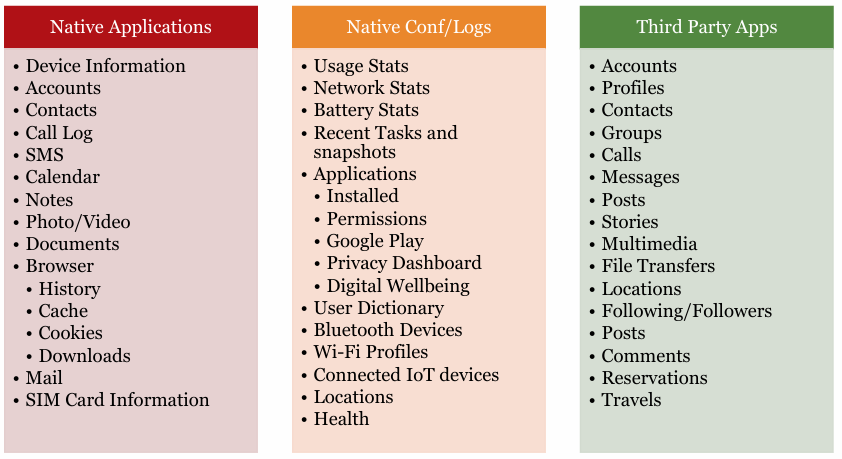 Native Applications
• Device Information
• Accounts
• Contacts
• Call Log
• SMS
• Calendar
• Notes
• Photo/Video
• Documents
• Browser
• History
• Cache
• Cookies
• Downloads
• Mail
• SIM Card Information
Native Conf/Logs
• Usage Stats
• Network Stats
• Battery Stats
• Recent Tasks and
snapshots
• Applications
• Installed
• Permissions
• Google Play
• Privacy Dashboard
• Digital Wellbeing
• User Dictionary
• Bluetooth Devices
• Wi-Fi Profiles
• Connected IoT devices
• Locations
• Health
Third Party Apps
• Accounts
• Profiles
• Contacts
• Groups
• Calls
• Messages
• Posts
• Stories
• Multimedia
• File Transfers
• Locations
• Following/Followers
• Posts
• Comments
• Reservations
• Travels